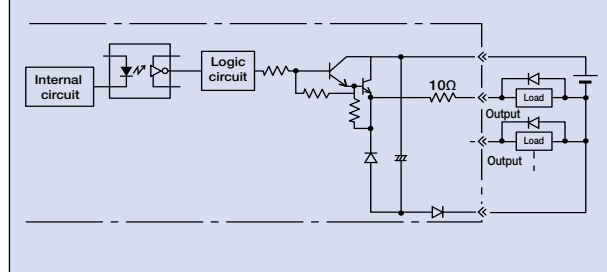 Internal
circuit
Logic
circuit
10Ω
Load
Output
Load
Output